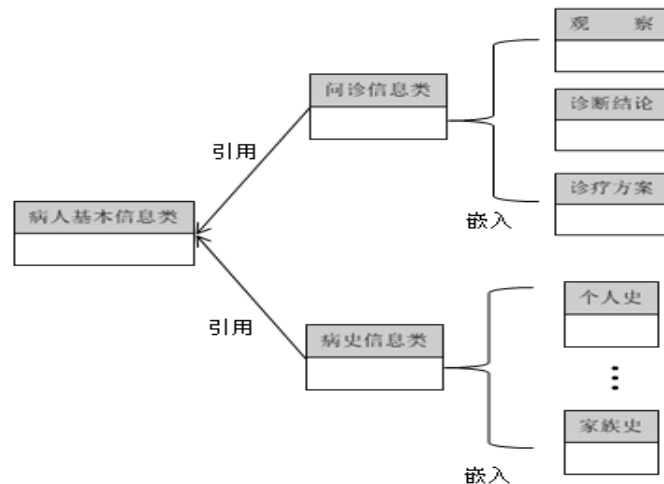 观 察
问诊信息类
诊断结论
引用
诊疗方案
嵌入
病人基本信息类
个人史
引用
病史信息类
家族史
嵌入